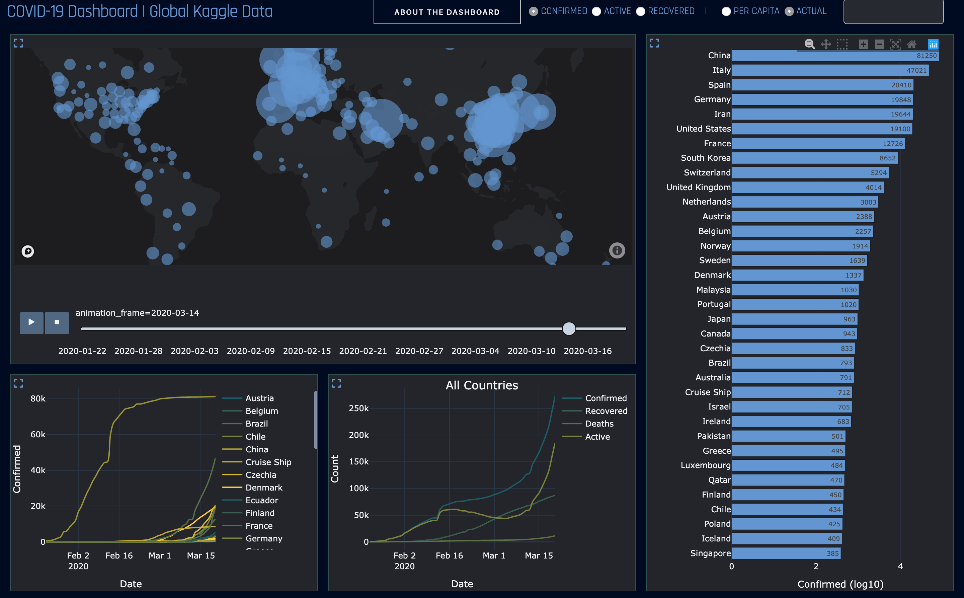 COVID-19 Dashboard | Global Kaggle Data
ABOUT THE DASHBOARD
CONFIRMED ACTIVE RECOVERED
PER CAPITA ACTUAL
animation_frame=2020-03-14
2020-01-22 2020-01-28 2020-02-03 2020-02-09 2020-02-15 2020-02-21 2020-02-27 2020-03-04 2020-03-10 2020-03-16
China 81250
Italy 47021
Spain 20410
Germany 19848
Iran 19644
United States 19100
France 12726
South Korea 8652
Switzerland 5294
United Kingdom 4014
Netherlands 3003
Austria 2388
Belgium 2257
Norway 1914
Sweden 1639
Denmark 1337
Malaysia 1030
Portugal 1020
Japan 963
Canada 943
Czechia 833
Brazil 793
Australia 791
Cruise Ship 712
Israel 705
Ireland 683
Pakistan 501
Greece 495
Luxembourg 484
Qatar 470
Finland 450
Chile 434
Poland 425
Iceland 409
Singapore 385
0 2 4
Confirmed (log10)
Confirmed
80k
60k
40k
20k
0
Feb 2 Feb 16 Mar 1 Mar 15
2020
Date
Austria
Belgium
Brazil
Chile
China
Cruise Ship
Czechia
Denmark
Ecuador
Finland
France
Germany
All Countries
Count
250k
200k
150k
100k
50k
0
Feb 2 Feb 16 Mar 1 Mar 15
2020
Date
Confirmed
Recovered
Deaths
Active